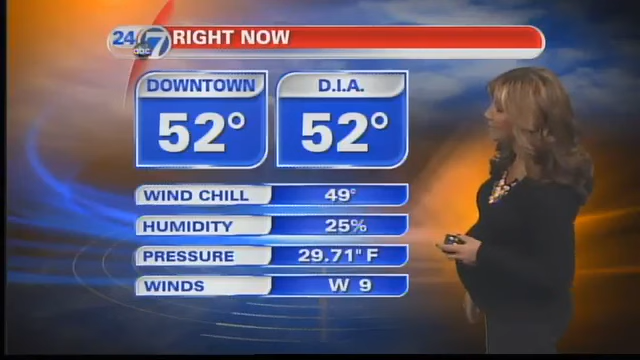 24 abc 7 RIGHT NOW
DOWNTOWN D.I.A.
52° 52°
WIND CHILL 49°
HUMIDITY 25%
PRESSURE 29.71" F
WINDS W 9